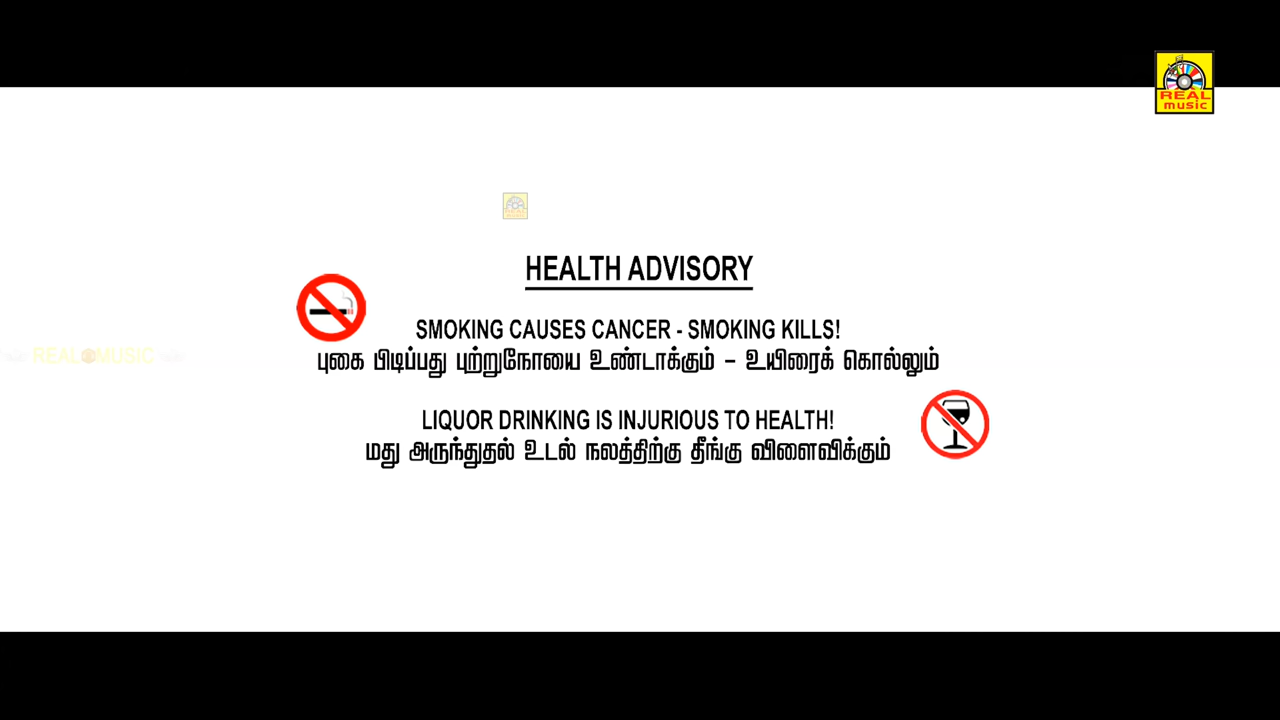 REAL
music
HEALTH ADVISORY
SMOKING CAUSES CANCER - SMOKING KILLS!
புகை பிடிப்பது புற்றுநோயை உண்டாக்கும் – உயிரைக் கொல்லும்
REAL MUSIC
LIQUOR DRINKING IS INJURIOUS TO HEALTH!
மது அருந்துதல் உடல் நலத்திற்கு தீங்கு விளைவிக்கும்